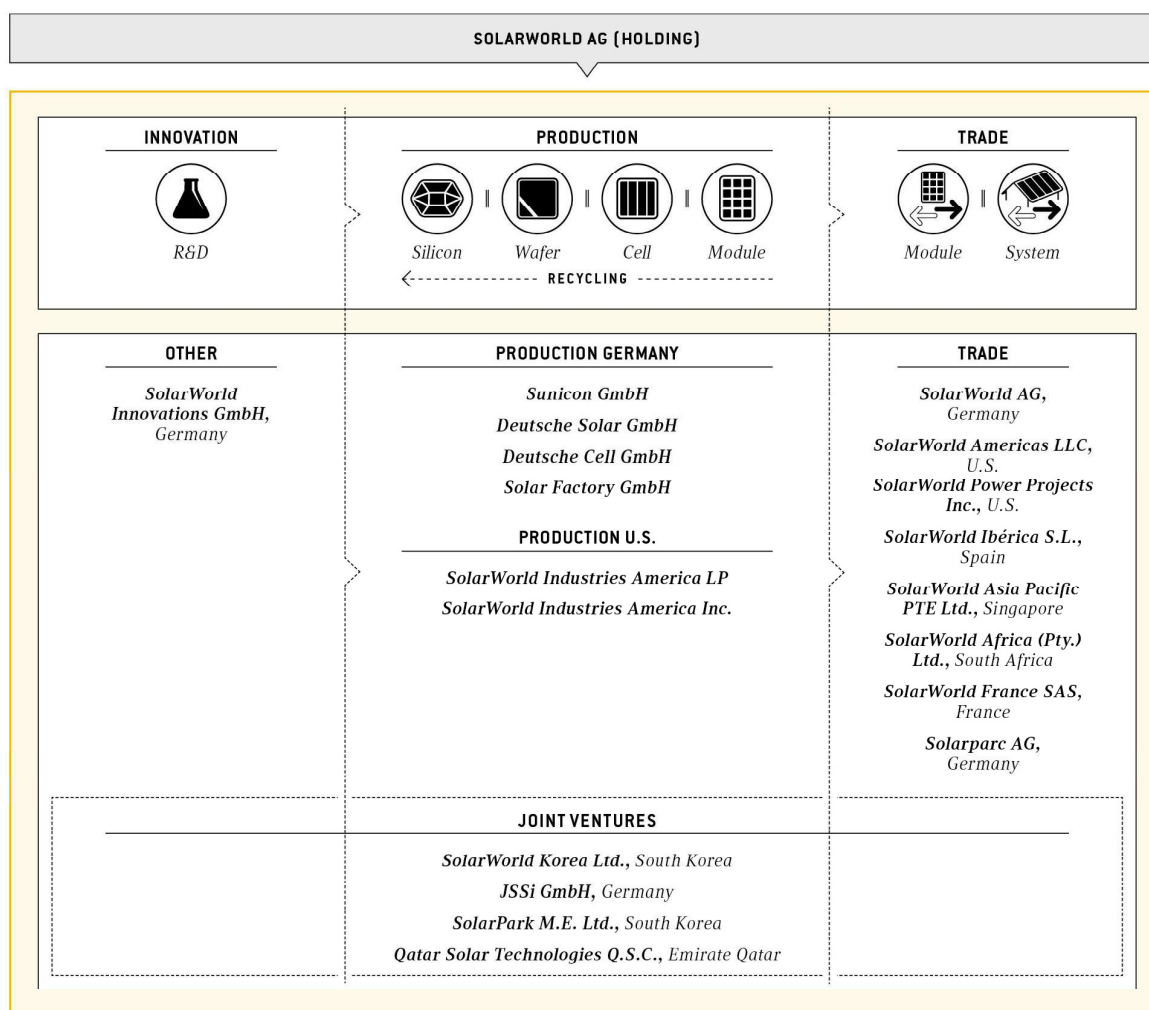 SOLARWORLD AG (HOLDING)
INNOVATION
R&D
PRODUCTION
Silicon
Wafer
Cell
Module
RECYCLING
TRADE
Module
System
OTHER
SolarWorld
Innovations GmbH,
Germany
PRODUCTION GERMANY
Sunicon GmbH
Deutsche Solar GmbH
Deutsche Cell GmbH
Solar Factory GmbH
PRODUCTION U.S.
SolarWorld Industries America LP
SolarWorld Industries America Inc.
TRADE
SolarWorld AG,
Germany
SolarWorld Americas LLC,
U.S.
SolarWorld Power Projects
Inc., U.S.
SolarWorld Ibérica S.L.,
Spain
SolarWorld Asia Pacific
PTE Ltd., Singapore
SolarWorld Africa (Pty.)
Ltd., South Africa
SolarWorld France SAS,
France
Solarparc AG,
Germany
JOINT VENTURES
SolarWorld Korea Ltd., South Korea
JSSi GmbH, Germany
SolarPark M.E. Ltd., South Korea
Qatar Solar Technologies Q.S.C., Emirate Qatar